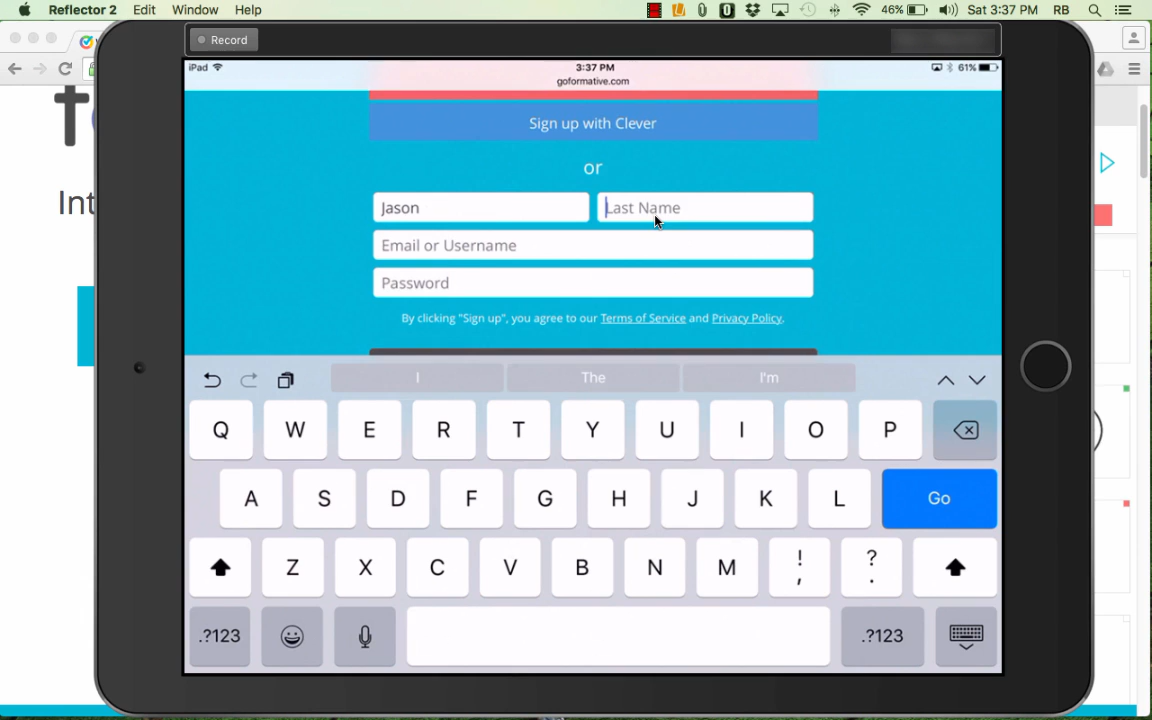 Reflector 2 Edit Window Help 46% Sat 3:37 PM RB
Record
iPad 3:37 PM 61%
goformative.com
Sign up with Clever
or
Int
Jason Last Name
Email or Username
Password
By clicking "Sign up", you agree to our Terms of Service and Privacy Policy.
I The I'm
Q W E R T Y U I O P
A S D F G H J K L Go
Z X C V B N M ! , ? .
.?123 .?123